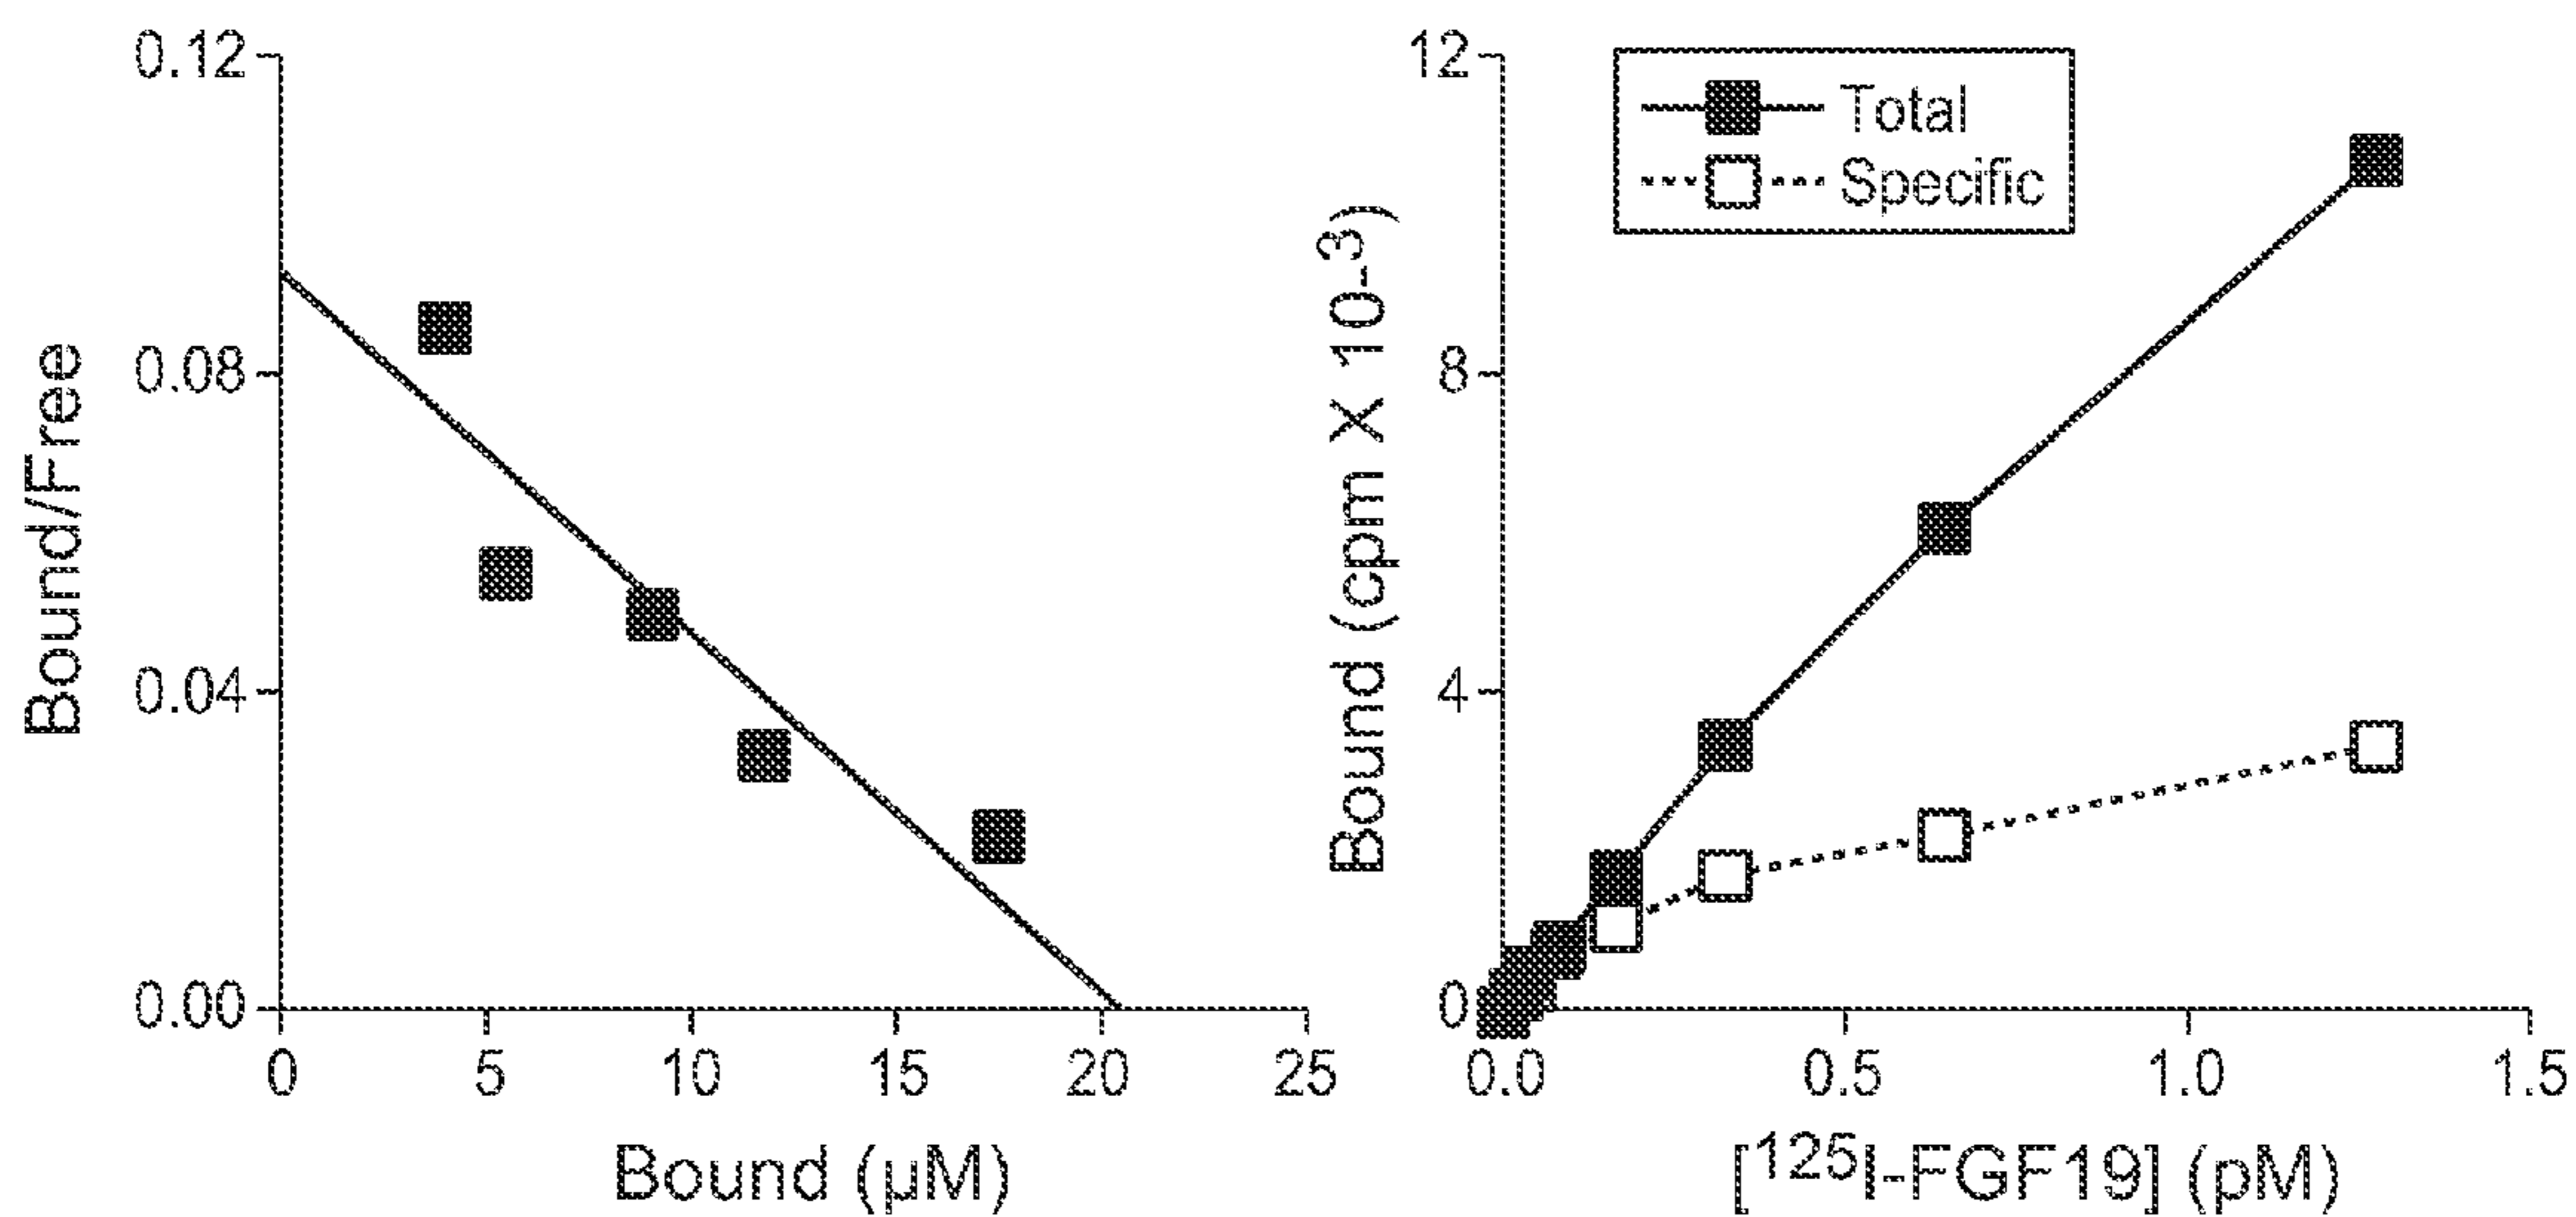 Bound/Free
0.12
0.08
0.04
0.00
0 5 10 15 20 25
Bound (µM)
Bound (cpm X 10-3)
12
8
4
0
Total
Specific
0.0 0.5 1.0 1.5
[125I-FGF19] (pM)